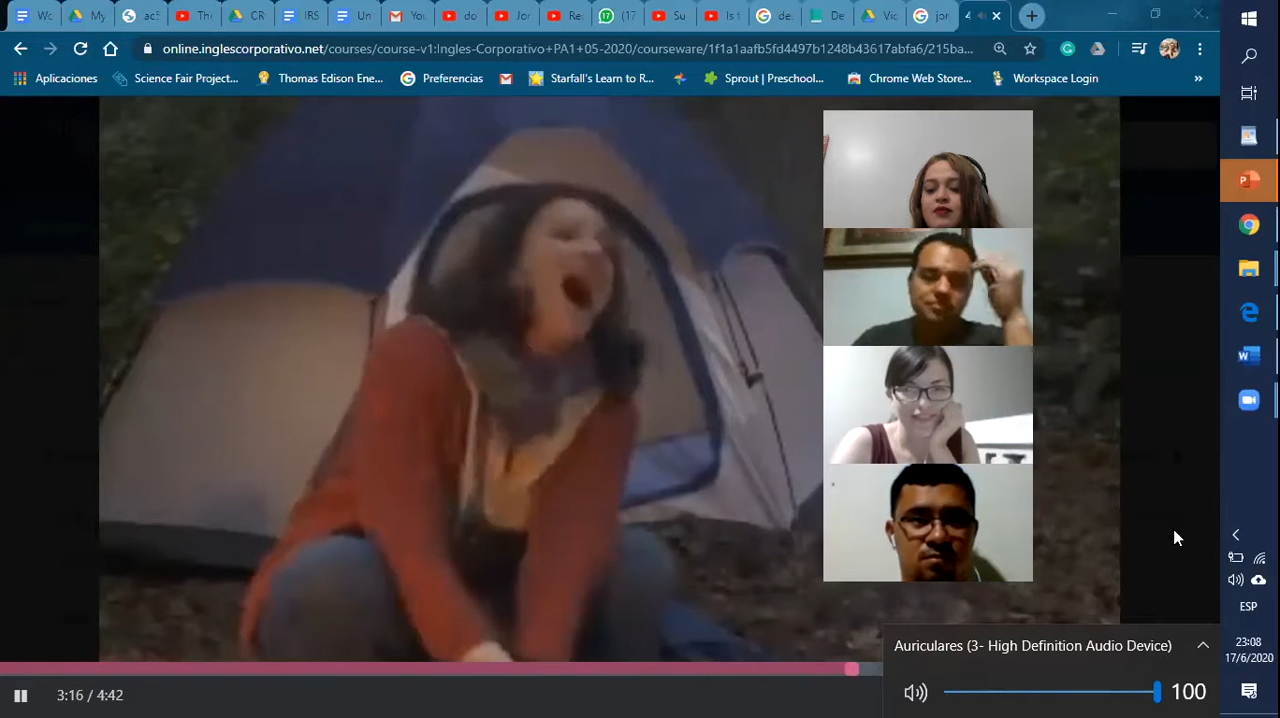 Wc
My
ac5
Th
CR
IRS
Un
You
do
Jor
Re
(17
Su
Is t
de
De
Vic
jor
4
online.inglescorporativo.net/courses/course-v1:Ingles-Corporativo+PA1+05-2020/courseware/1f1a1aafb5fd4497b1248b43617abfa6/215ba...
Aplicaciones
Science Fair Project...
Thomas Edison Ene...
Preferencias
Starfall's Learn to R...
Sprout | Preschool...
Chrome Web Store...
Workspace Login
»
3:16 / 4:42
Auriculares (3- High Definition Audio Device)
100
ESP
23:08
17/6/2020